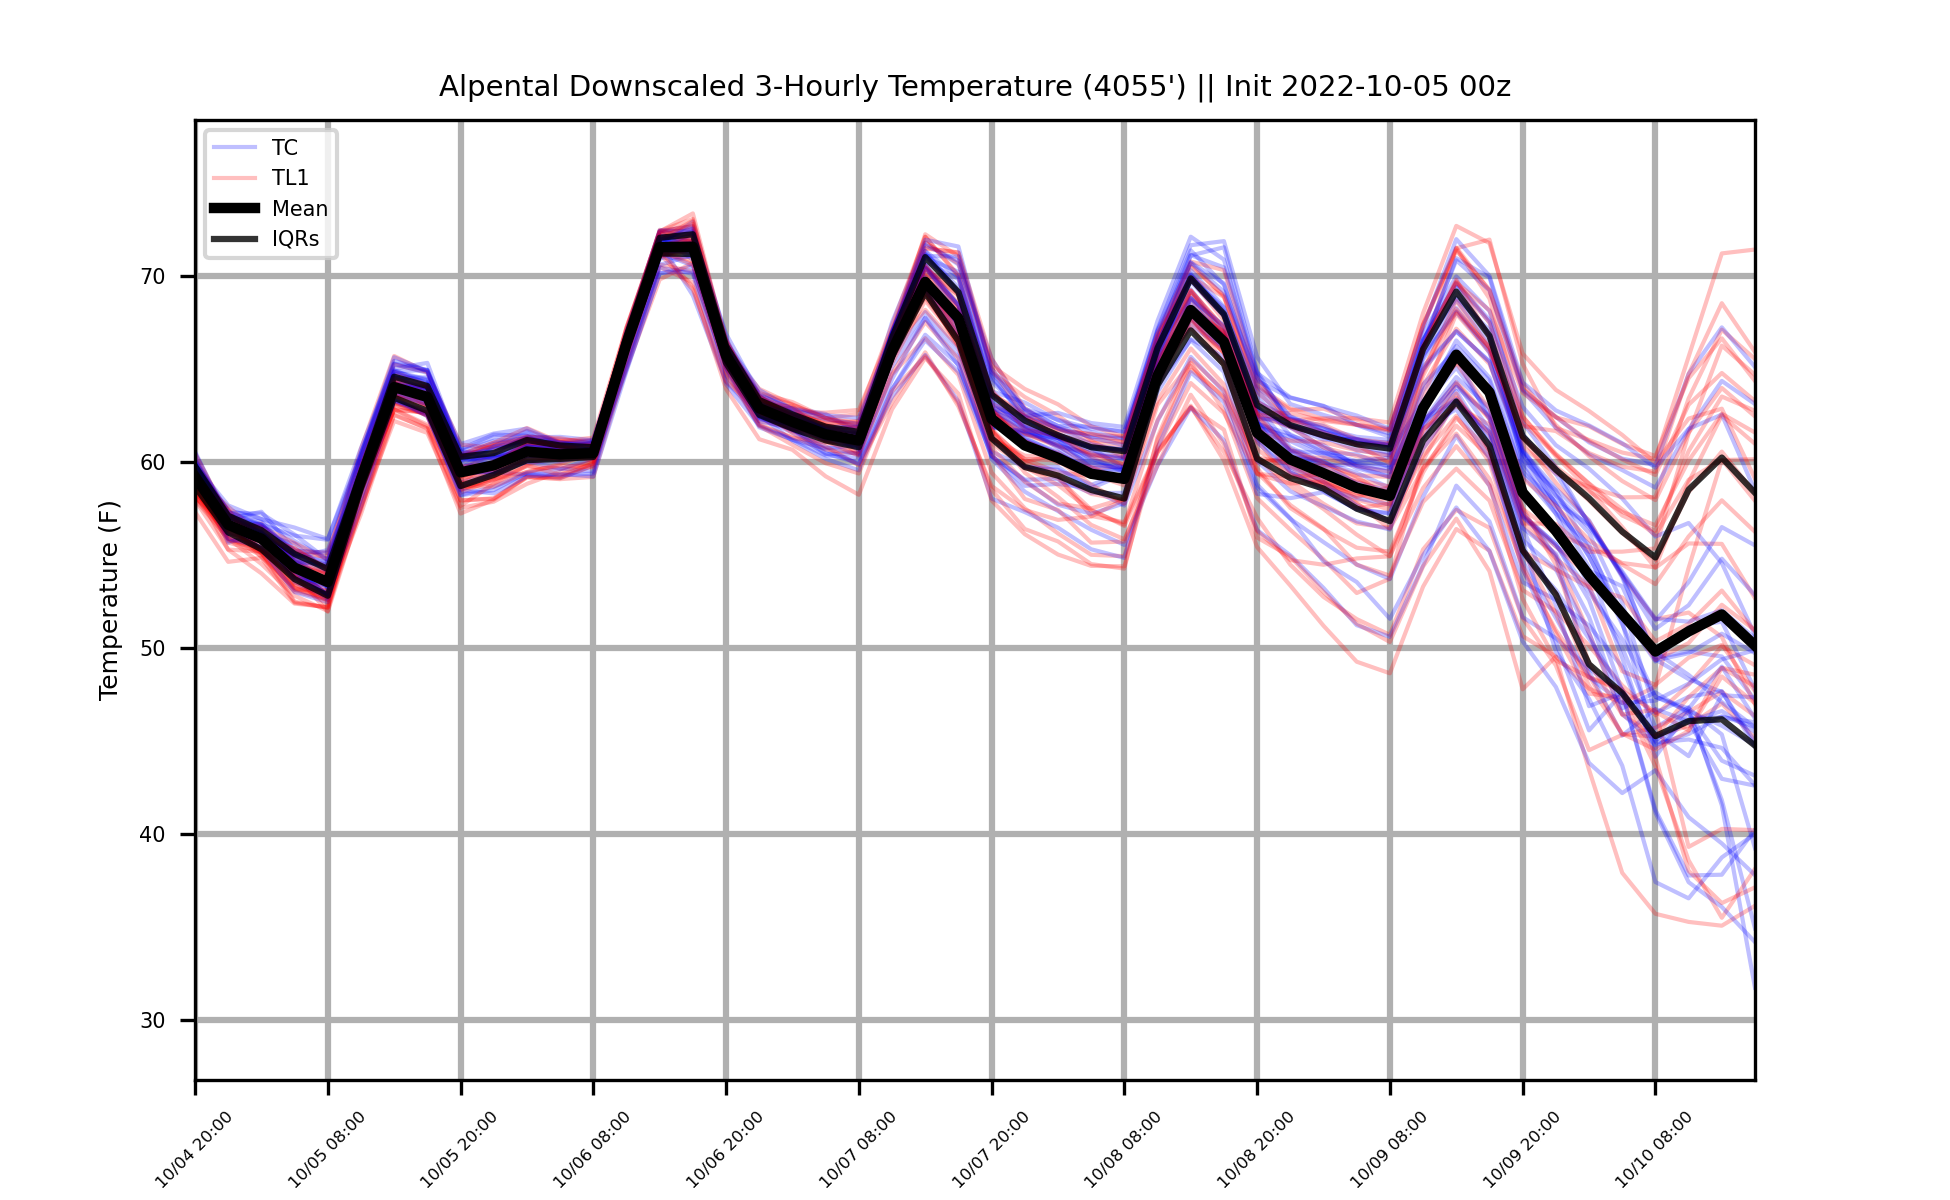 Alpental Downscaled 3-Hourly Temperature (4055') || Init 2022-10-05 00z
TC
TL1
Mean
IQRs
Temperature (F)
70
60
50
40
30
10/04 20:00
10/05 08:00
10/05 20:00
10/06 08:00
10/06 20:00
10/07 08:00
10/07 20:00
10/08 08:00
10/08 20:00
10/09 08:00
10/09 20:00
10/10 08:00